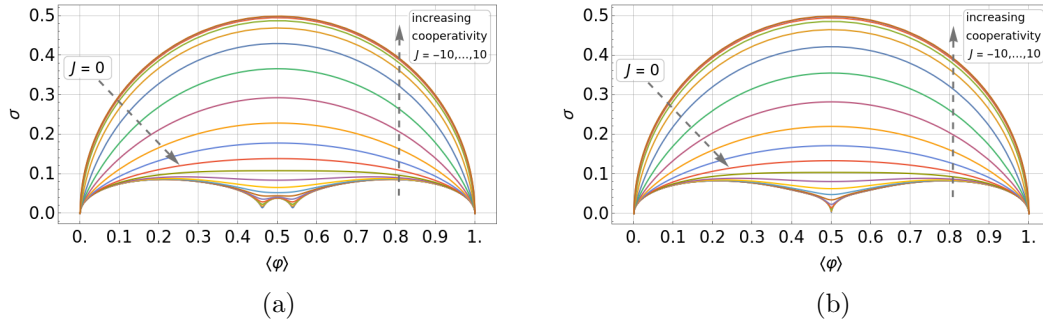 increasing
cooperativity
J = −10,...,10
J = 0
σ
0.5
0.4
0.3
0.2
0.1
0.0
0. 0.1 0.2 0.3 0.4 0.5 0.6 0.7 0.8 0.9 1.
⟨φ⟩
(a)
increasing
cooperativity
J = −10,...,10
J = 0
σ
0.5
0.4
0.3
0.2
0.1
0.0
0. 0.1 0.2 0.3 0.4 0.5 0.6 0.7 0.8 0.9 1.
⟨φ⟩
(b)